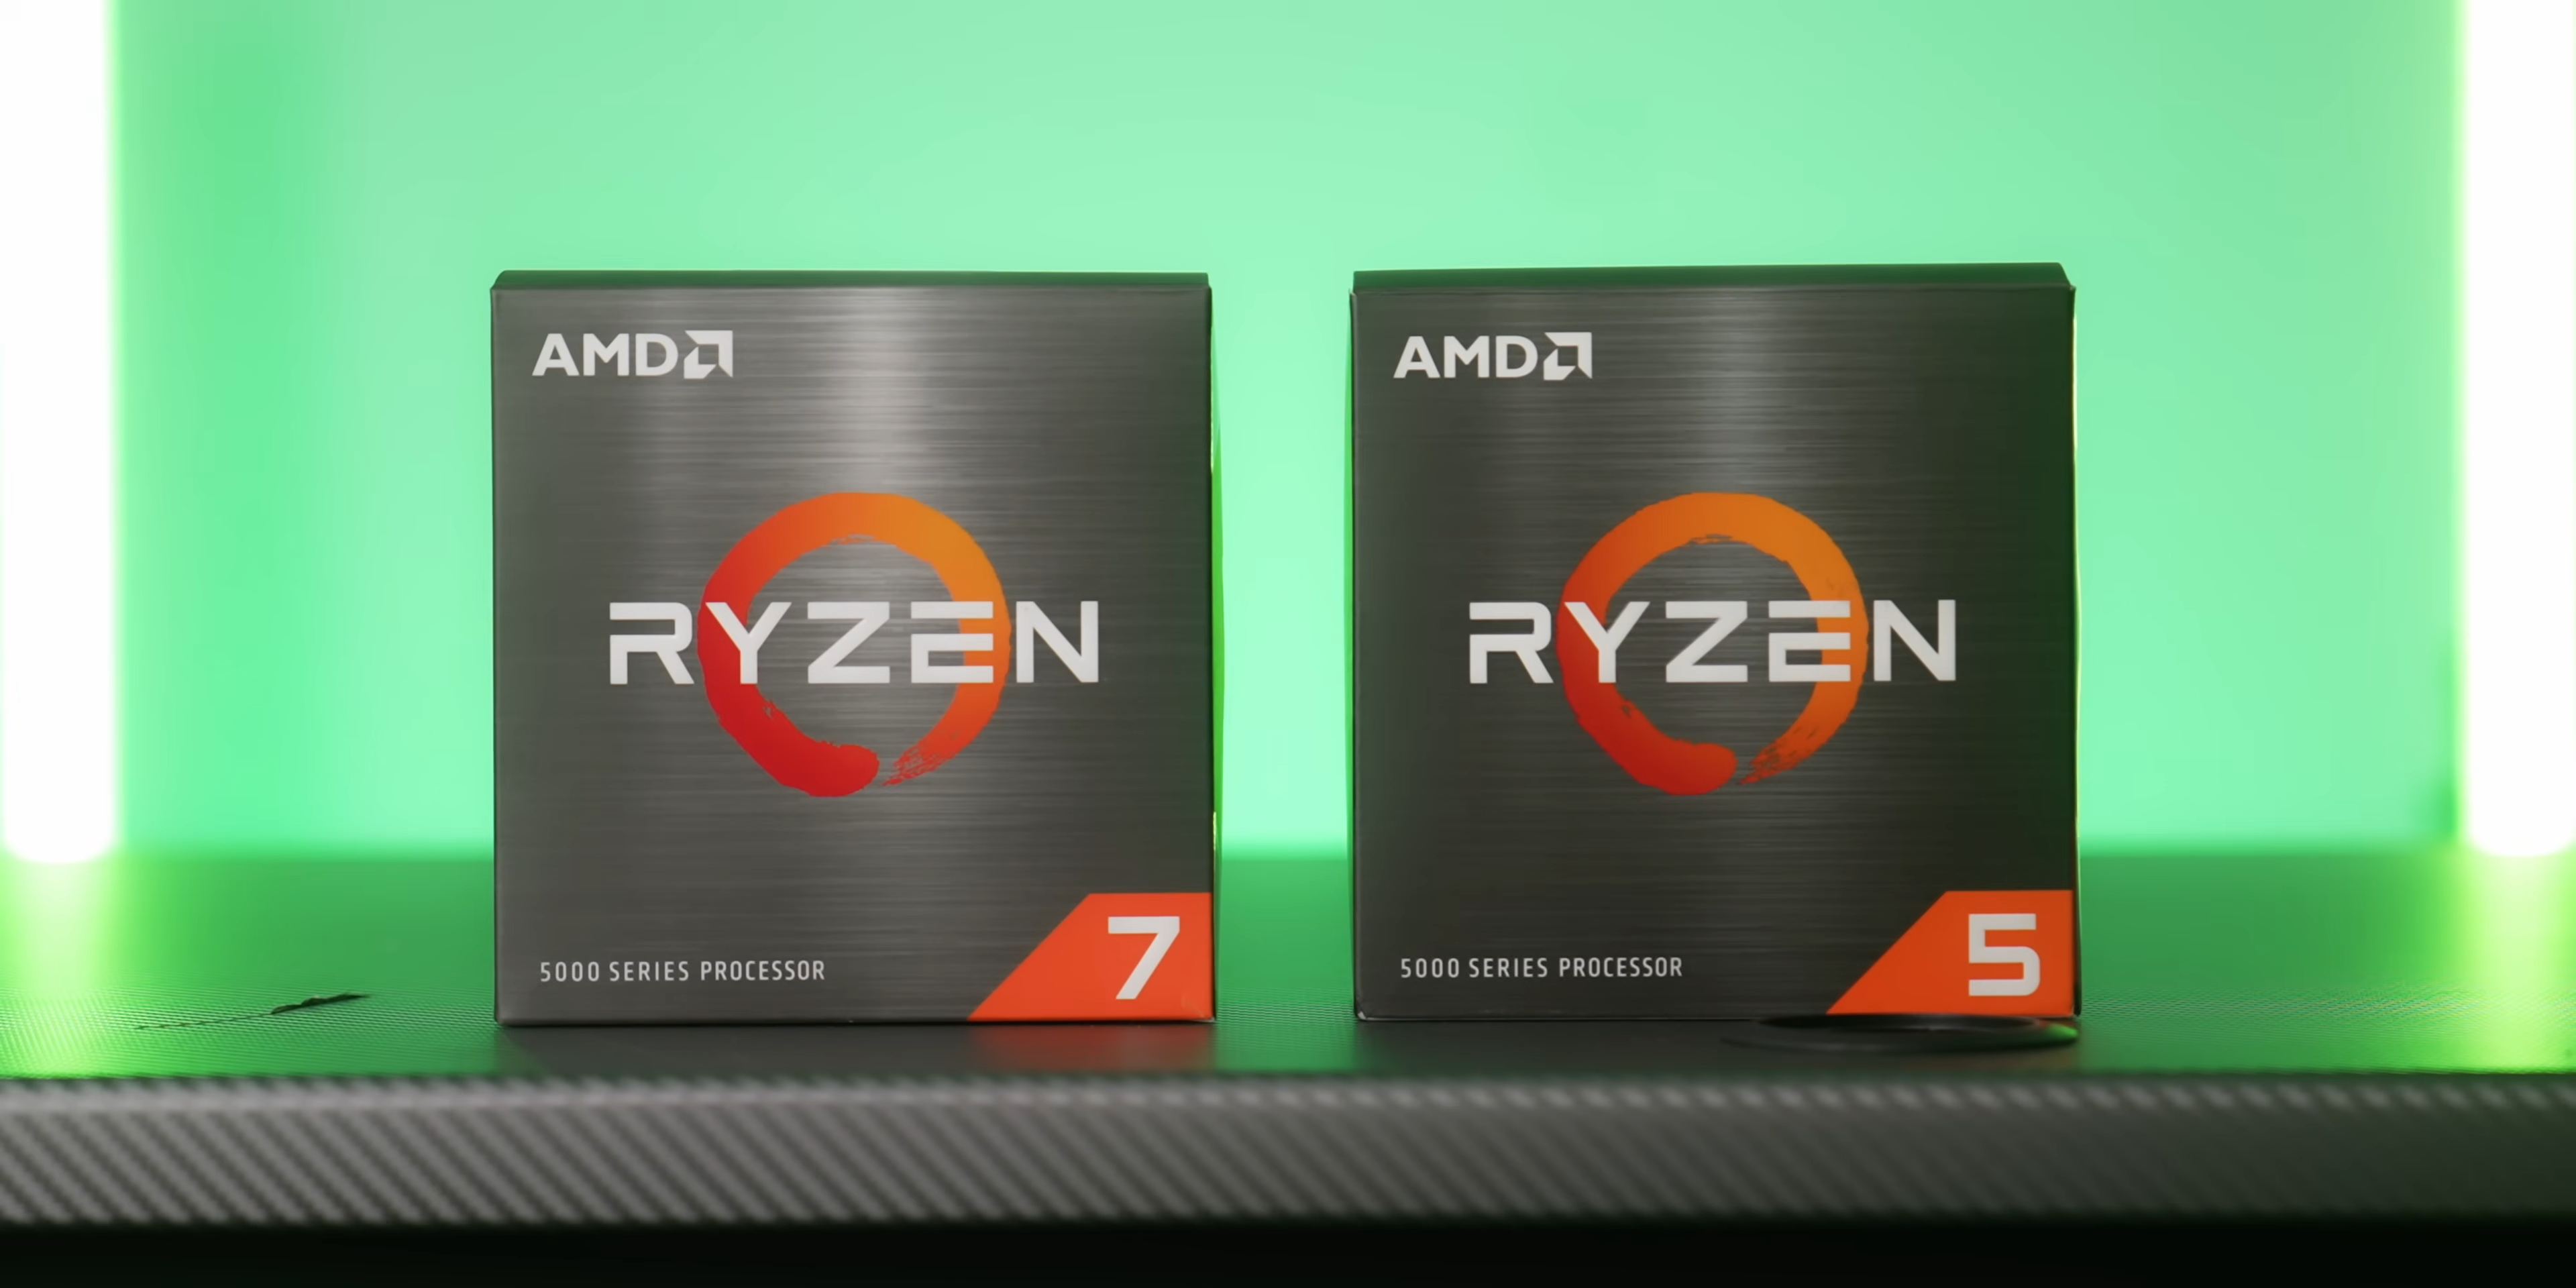 AMD
RYZEN
5000 SERIES PROCESSOR
7
AMD
RYZEN
5000 SERIES PROCESSOR
5